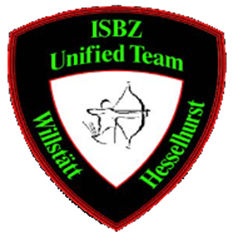 ISBZ
Unified Team
Willstätt
Hesselhurst